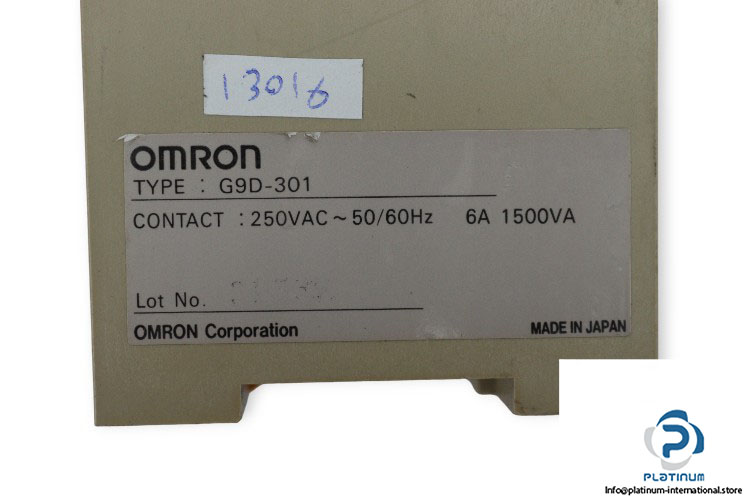 13016
OMRON
TYPE : G9D-301
CONTACT : 250VAC ~ 50/60Hz 6A 1500VA
Lot No.
OMRON Corporation MADE IN JAPAN
PLATINUM
Info@platinum-international.store